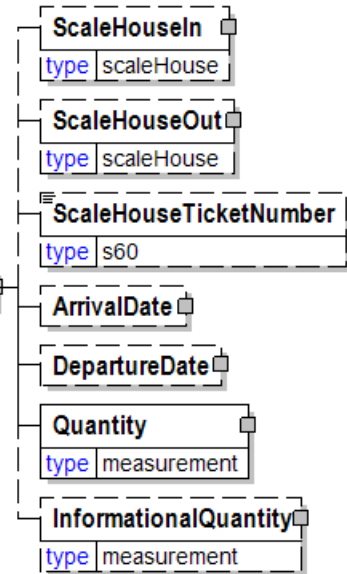 ScaleHouseIn
type scaleHouse
ScaleHouseOut
type scaleHouse
ScaleHouseTicketNumber
type s60
ArrivalDate
DepartureDate
Quantity
type measurement
InformationalQuantity
type measurement